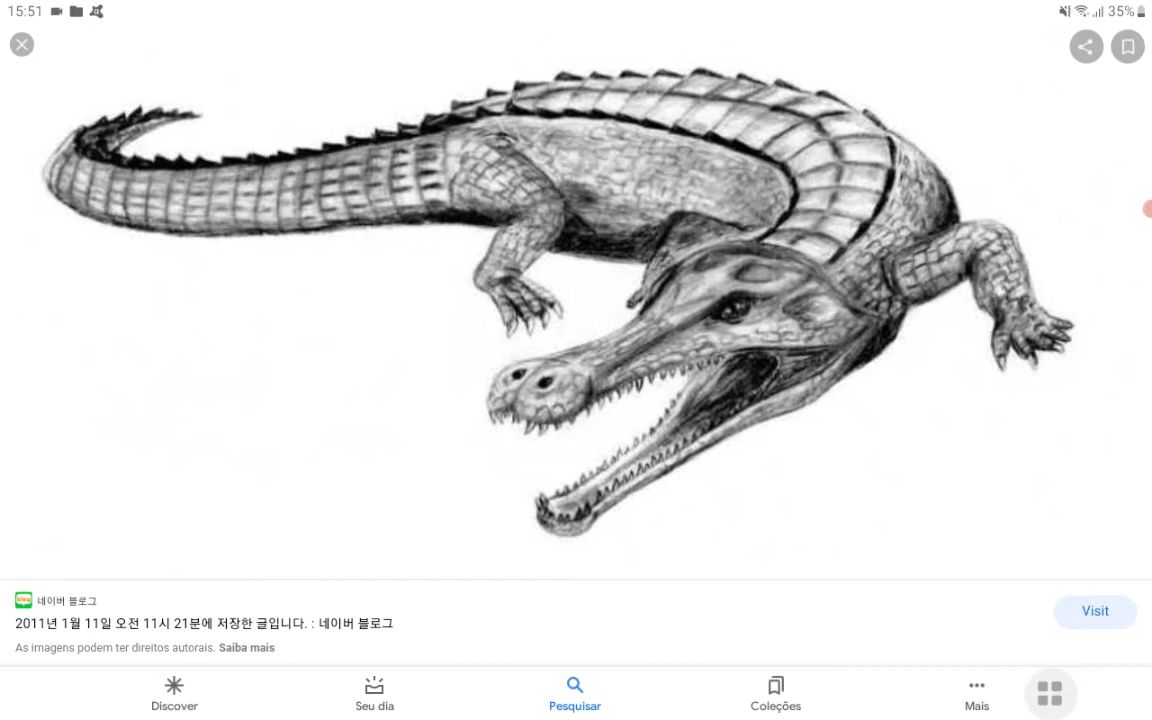 15:51
35%
네이버 블로그
2011년 1월 11일 오전 11시 21분에 저장한 글입니다. : 네이버 블로그
Visit
As imagens podem ter direitos autorais. Saiba mais
Discover
Seu dia
Pesquisar
Coleções
Mais